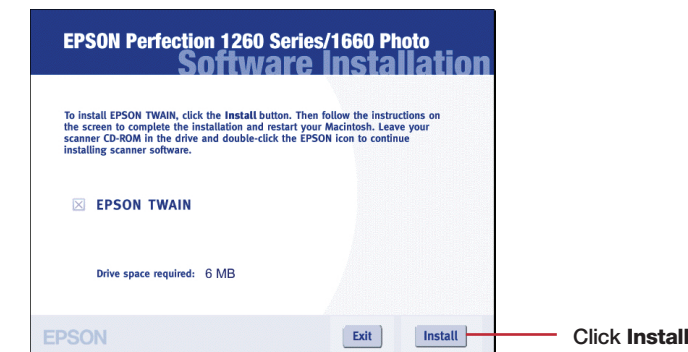 EPSON Perfection 1260 Series/1660 Photo
Software Installation
To install EPSON TWAIN, click the Install button. Then follow the instructions on
the screen to complete the installation and restart your Macintosh. Leave your
scanner CD-ROM in the drive and double-click the EPSON icon to continue
installing scanner software.
EPSON TWAIN
Drive space required: 6 MB
EPSON
Exit
Install
Click Install